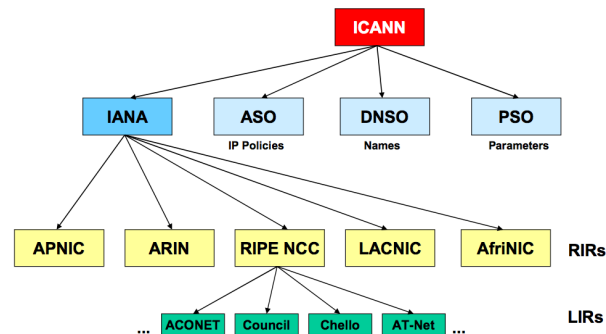 ICANN
IANA
ASO
DNSO
PSO
IP Policies
Names
Parameters
APNIC
ARIN
RIPE NCC
LACNIC
AfriNIC
RIRs
...
ACONET
Council
Chello
AT-Net
...
LIRs